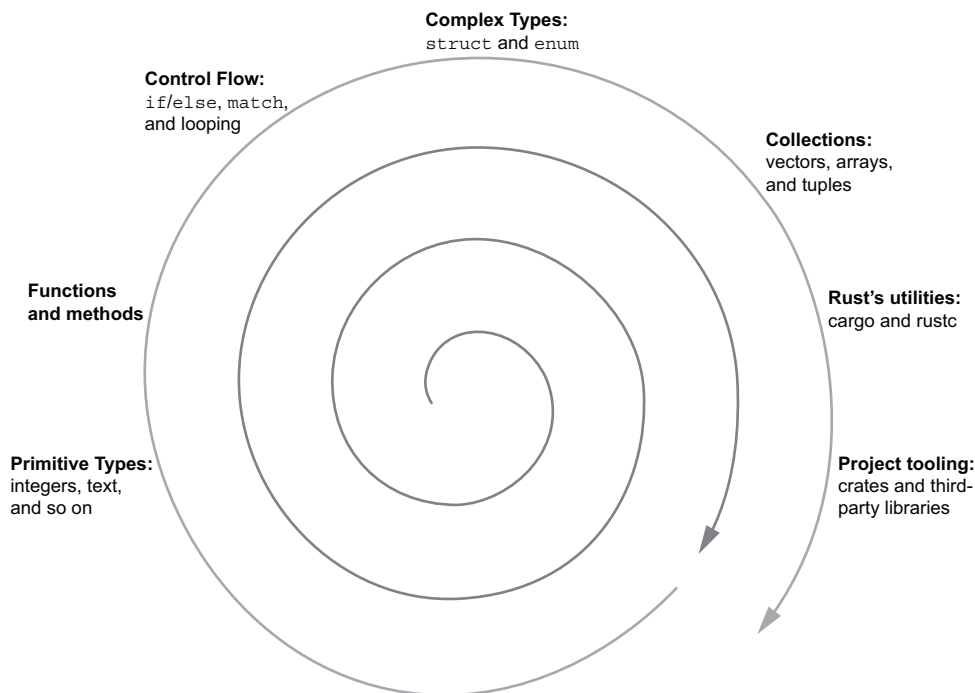 Complex Types:
struct and enum
Control Flow:
if/else, match,
and looping
Collections:
vectors, arrays,
and tuples
Functions
and methods
Rust's utilities:
cargo and rustc
Primitive Types:
integers, text,
and so on
Project tooling:
crates and third-
party libraries